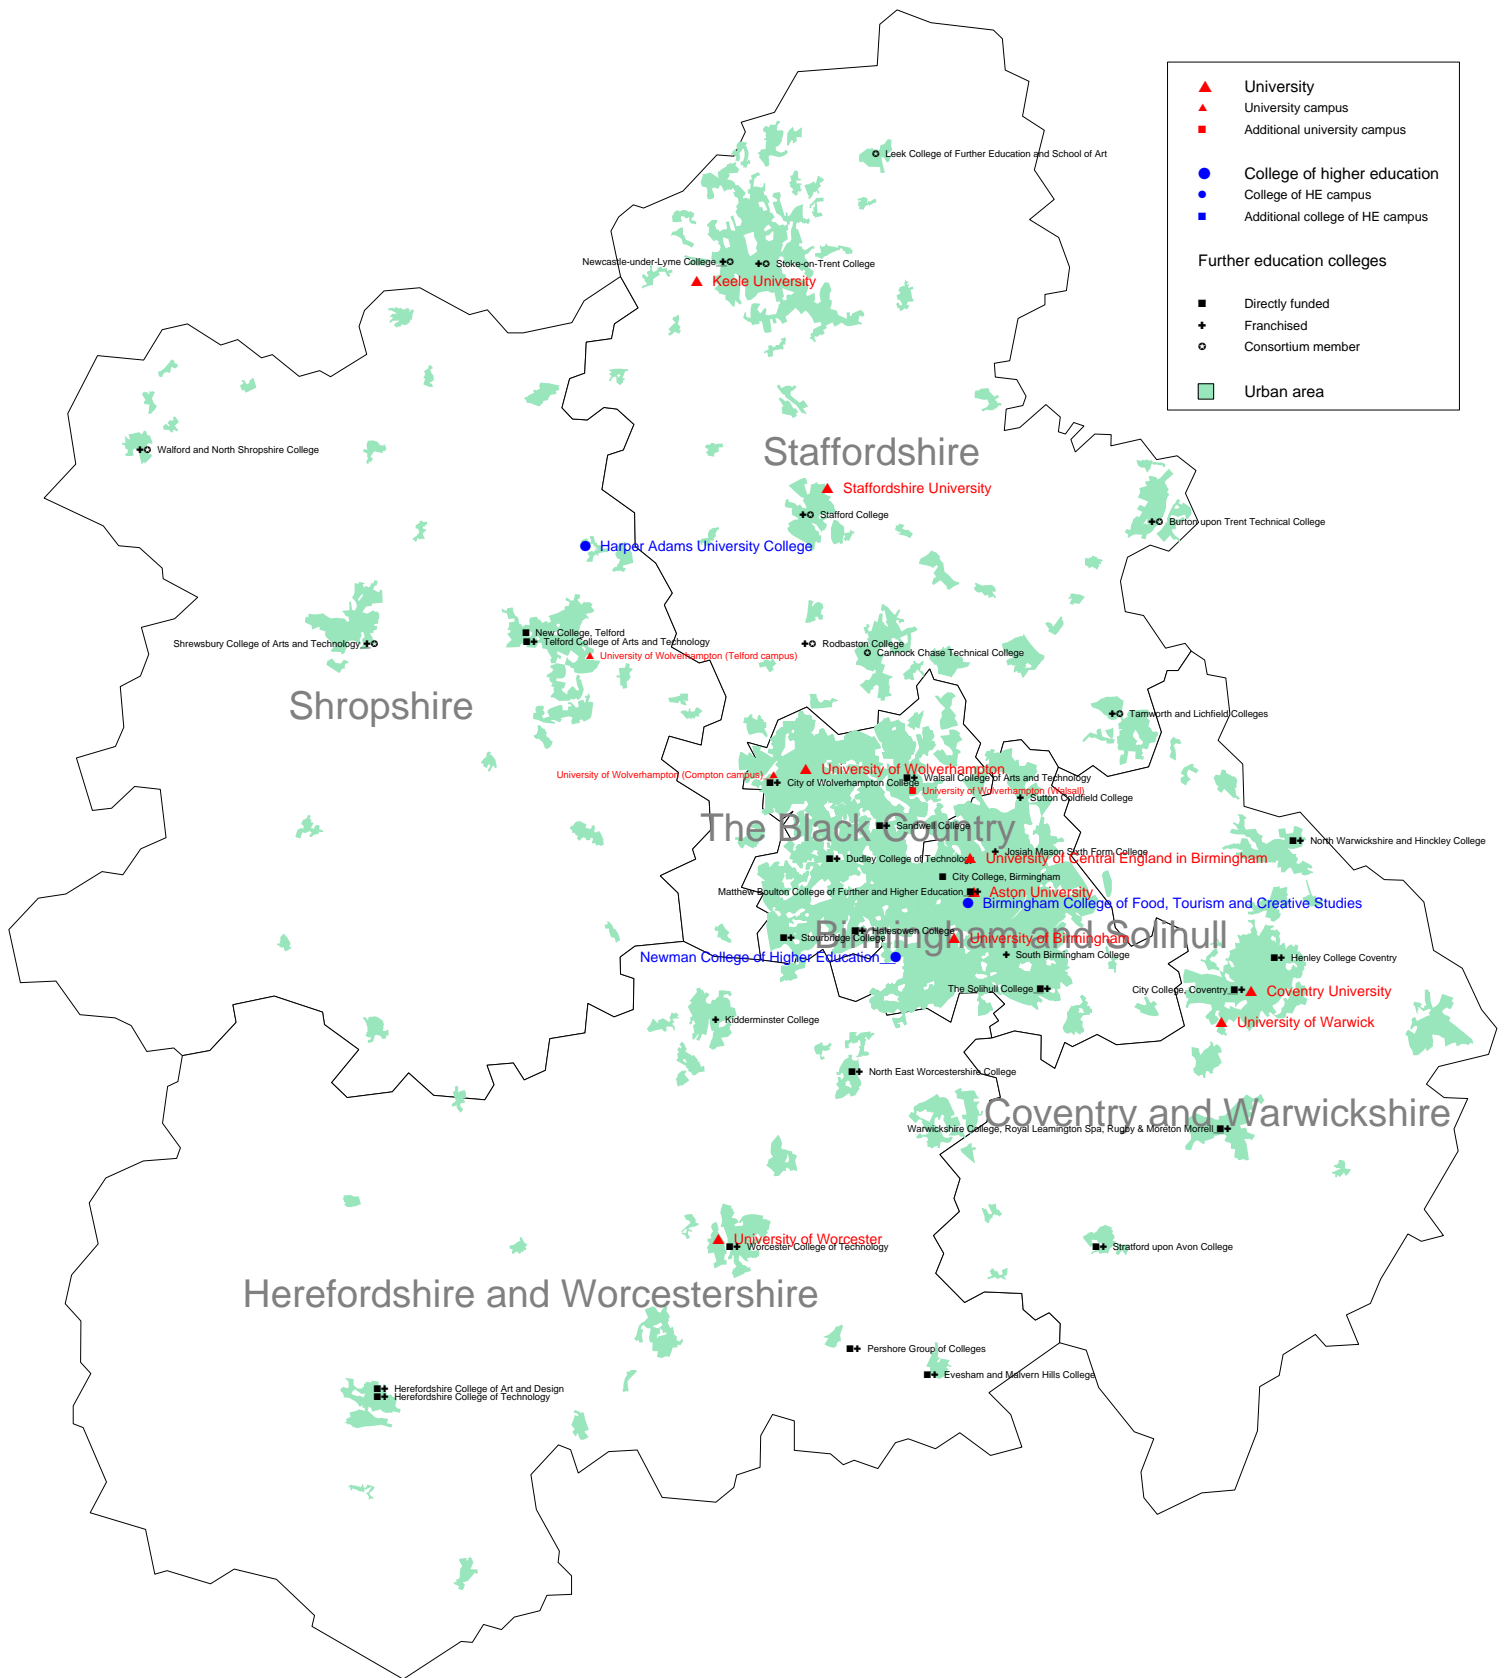 University
University campus
Additional university campus
College of higher education
College of HE campus
Additional college of HE campus
Further education colleges
Directly funded
Franchised
Consortium member
Urban area
Leek College of Further Education and School of Art
Newcastle-under-Lyme College
Stoke-on-Trent College
Keele University
Walford and North Shropshire College
Staffordshire
Staffordshire University
Stafford College
Burton upon Trent Technical College
Harper Adams University College
New College, Telford
Telford College of Arts and Technology
Shrewsbury College of Arts and Technology
Rodbaston College
Cannock Chase Technical College
University of Wolverhampton (Telford campus)
Shropshire
Tamworth and Lichfield Colleges
University of Wolverhampton
University of Wolverhampton (Compton campus)
Walsall College of Arts and Technology
City of Wolverhampton College
University of Wolverhampton (Walsall)
Sutton Coldfield College
The Black Country
Sandwell College
North Warwickshire and Hinckley College
Josiah Mason Sixth Form College
Dudley College of Technology
University of Central England in Birmingham
City College, Birmingham
Matthew Boulton College of Further and Higher Education
Aston University
Birmingham College of Food, Tourism and Creative Studies
Birmingham and Solihull
Halesowen College
Stourbridge College
University of Birmingham
South Birmingham College
Newman College of Higher Education
Henley College Coventry
The Solihull College
City College, Coventry
Coventry University
University of Warwick
Kidderminster College
North East Worcestershire College
Coventry and Warwickshire
Warwickshire College, Royal Leamington Spa, Rugby & Moreton Morrell
University of Worcester
Worcester College of Technology
Stratford upon Avon College
Herefordshire and Worcestershire
Pershore Group of Colleges
Evesham and Malvern Hills College
Herefordshire College of Art and Design
Herefordshire College of Technology